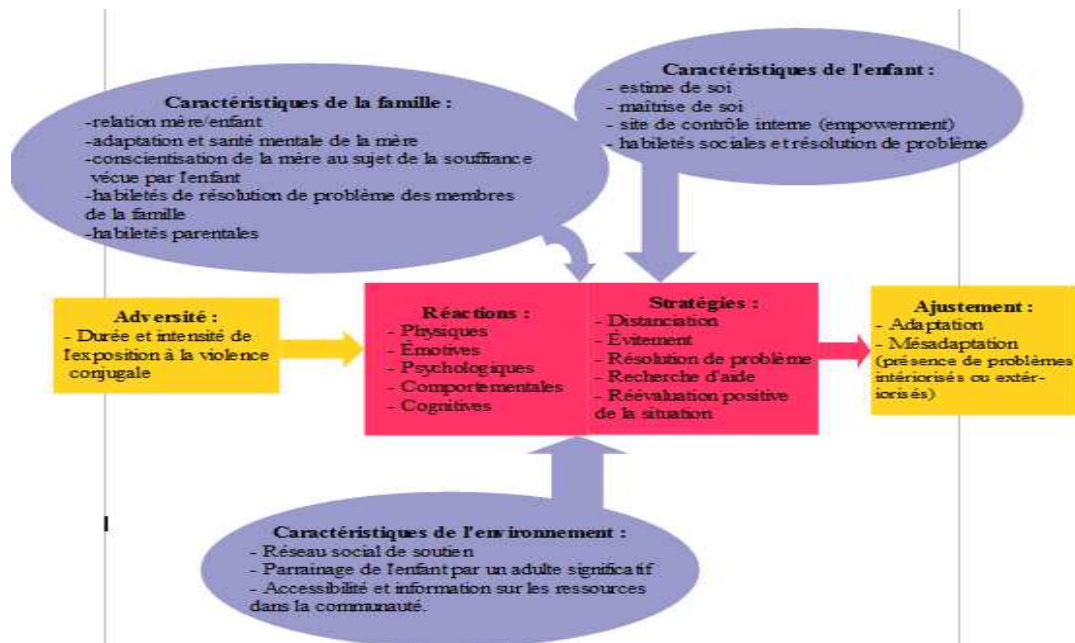 Caractéristiques de la famille :
-relation mère/enfant
-adaptation et santé mentale de la mère
-conscientisation de la mère au sujet de la souffrance
vécue par l'enfant
-habiletés de résolution de problème des membres
de la famille
-habiletés parentales
Caractéristiques de l'enfant :
- estime de soi
- maîtrise de soi
- site de contrôle interne (empowerment)
- habiletés sociales et résolution de problème
Adversité :
- Durée et intensité de
l'exposition à la violence
conjugale
Réactions :
- Physiques
- Émotives
- Psychologiques
- Comportementales
- Cognitives
Stratégies :
- Distanciation
- Évitement
- Résolution de problème
- Recherche d'aide
- Réévaluation positive
de la situation
Ajustement :
- Adaptation
- Mésadaptation
(présence de problèmes
intériorisés ou extér-
iorisés)
Caractéristiques de l'environnement :
- Réseau social de soutien
- Parrainage de l'enfant par un adulte significatif
- Accessibilité et information sur les ressources
dans la communauté.